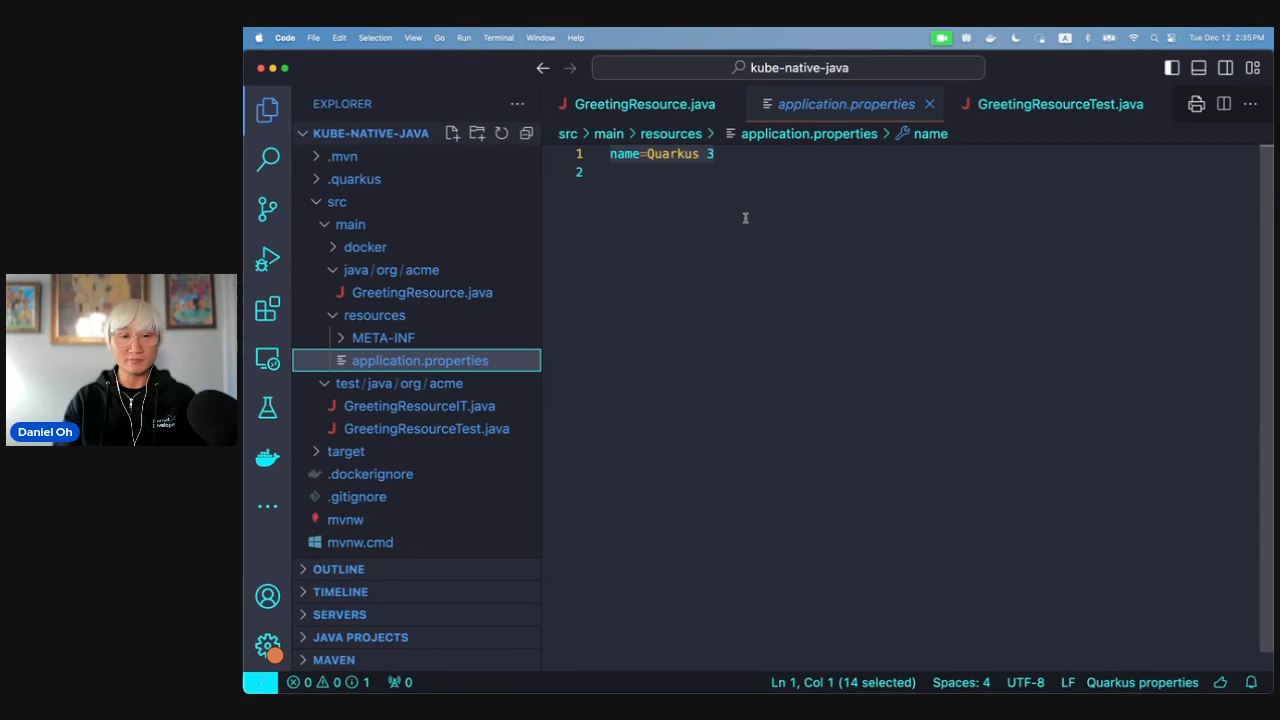 Code File Edit Selection View Go Run Terminal Window Help
A
Tue Dec 12 2:35 PM
kube-native-java
EXPLORER
KUBE-NATIVE-JAVA
.mvn
.quarkus
src
main
docker
java/org/acme
GreetingResource.java
resources
META-INF
application.properties
test/java/org/acme
GreetingResourceIT.java
GreetingResourceTest.java
target
.dockerignore
.gitignore
mvnw
mvnw.cmd
OUTLINE
TIMELINE
SERVERS
JAVA PROJECTS
MAVEN
GreetingResource.java application.properties GreetingResourceTest.java
src > main > resources > application.properties > name
1 name=Quarkus 3
2
Daniel Oh
0 0 1 0 Ln 1, Col 1 (14 selected) Spaces: 4 UTF-8 LF Quarkus properties